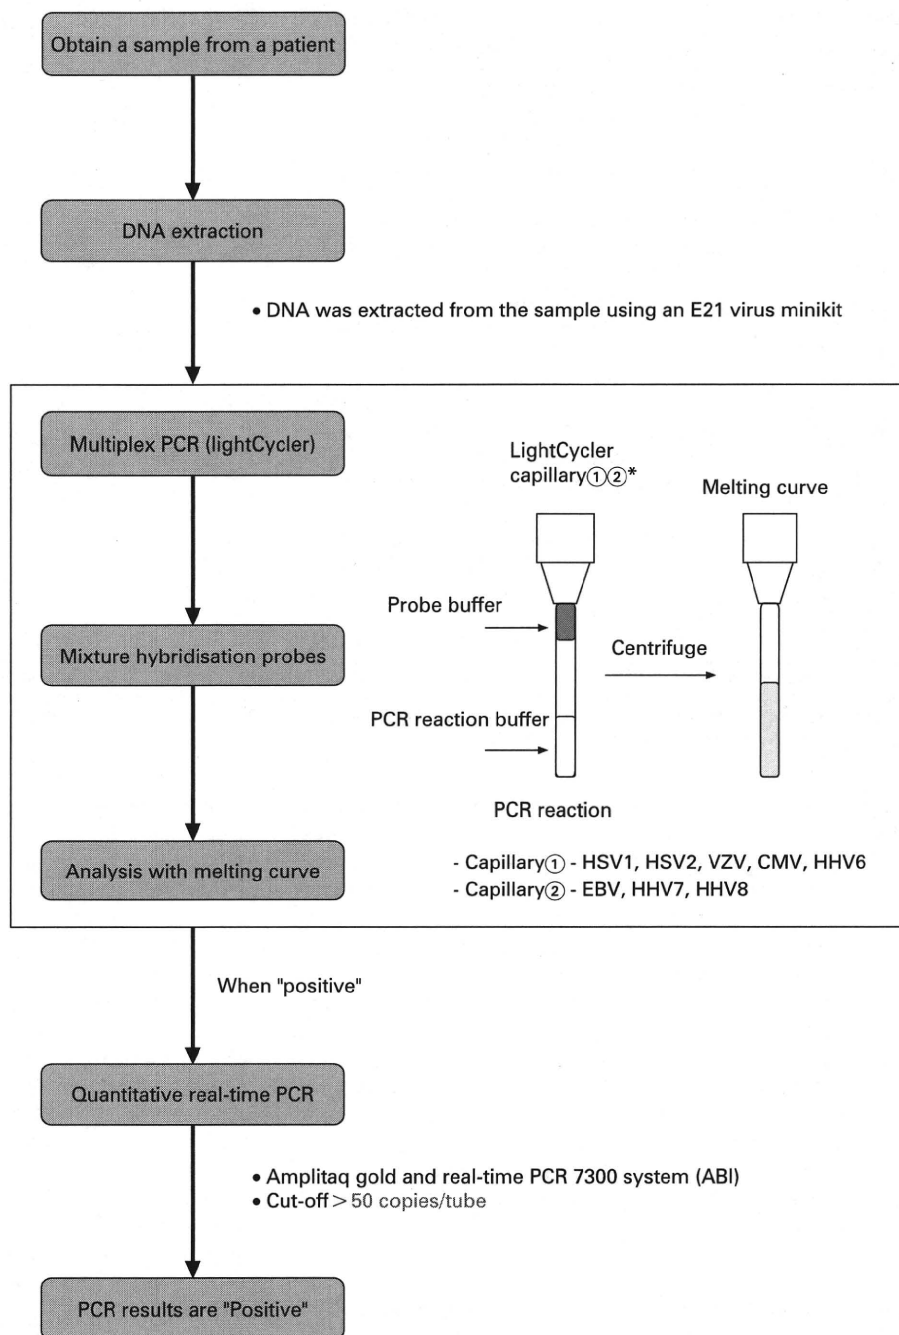 Obtain a sample from a patient
DNA extraction
• DNA was extracted from the sample using an E21 virus minikit
Multiplex PCR (lightCycler)
LightCycler
capillary①②*
Melting curve
Probe buffer
Mixture hybridisation probes
Centrifuge
PCR reaction buffer
PCR reaction
Analysis with melting curve
- Capillary① - HSV1, HSV2, VZV, CMV, HHV6
- Capillary② - EBV, HHV7, HHV8
When "positive"
Quantitative real-time PCR
• Amplitaq gold and real-time PCR 7300 system (ABI)
• Cut-off > 50 copies/tube
PCR results are "Positive"